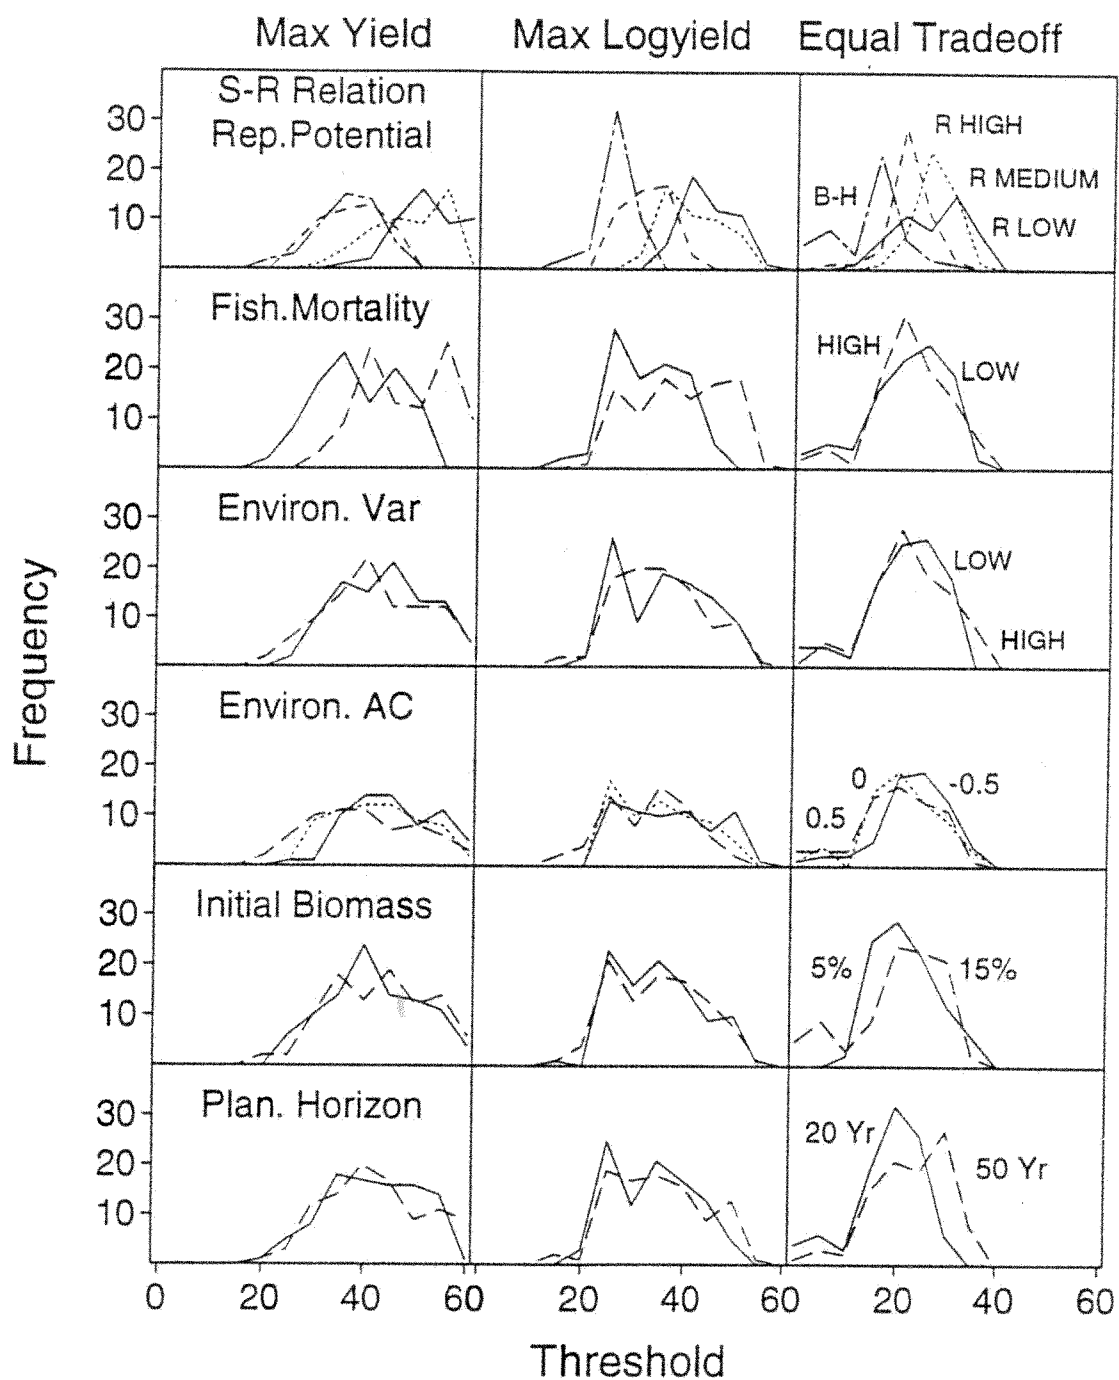 Max Yield Max Logyield Equal Tradeoff
S-R Relation
Rep.Potential
30
20
10
R HIGH
R MEDIUM
B-H
R LOW
Fish.Mortality
30
20
10
HIGH
LOW
Environ. Var
30
20
10
LOW
HIGH
Environ. AC
30
20
10
0
-0.5
0.5
Initial Biomass
30
20
10
5%
15%
Plan. Horizon
30
20
10
20 Yr
50 Yr
0 20 40 60 20 40 60 20 40 60
Threshold
Frequency